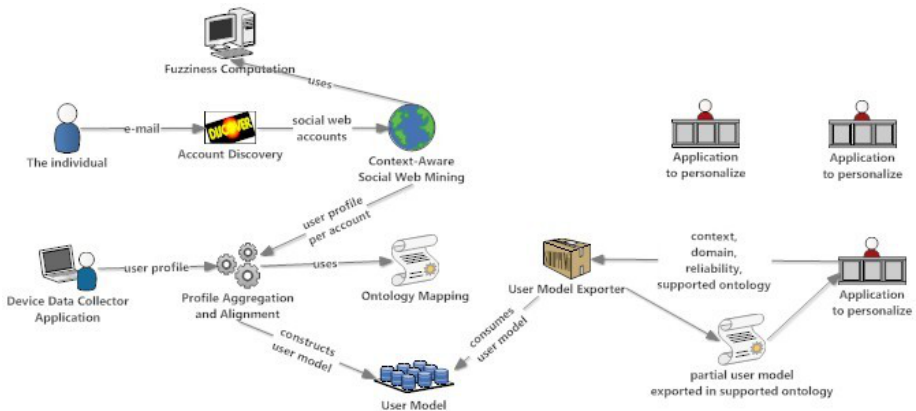 Fuzziness Computation
uses
The individual
e-mail
DISCOVER
Account Discovery
social web
accounts
Context-Aware
Social Web Mining
Application
to personalize
Application
to personalize
user profile
per account
Device Data Collector
Application
user profile
Profile Aggregation
and Alignment
uses
Ontology Mapping
User Model Exporter
context,
domain,
reliability,
supported ontology
Application
to personalize
constructs
user model
consumes
user model
User Model
partial user model
exported in supported ontology